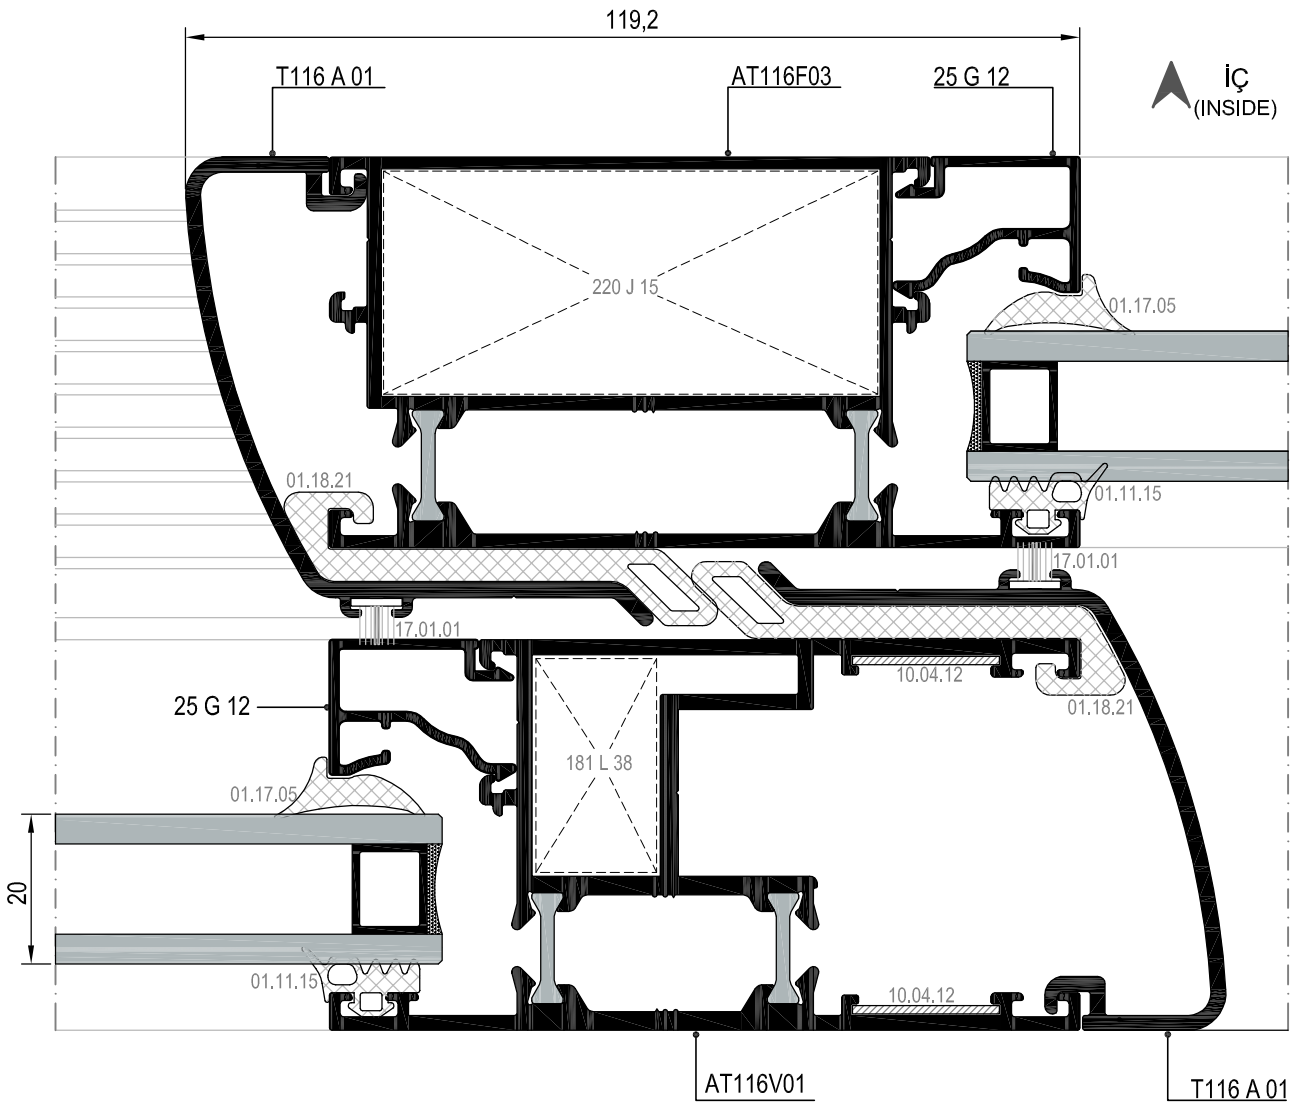 119,2
T116 A 01
AT116F03
25 G 12
İÇ
(INSIDE)
220 J 15
01.17.05
01.18.21
01.11.15
17.01.01
17.01.01
10.04.12
25 G 12
01.18.21
181 L 38
01.17.05
20
01.11.15
10.04.12
AT116V01
T116 A 01